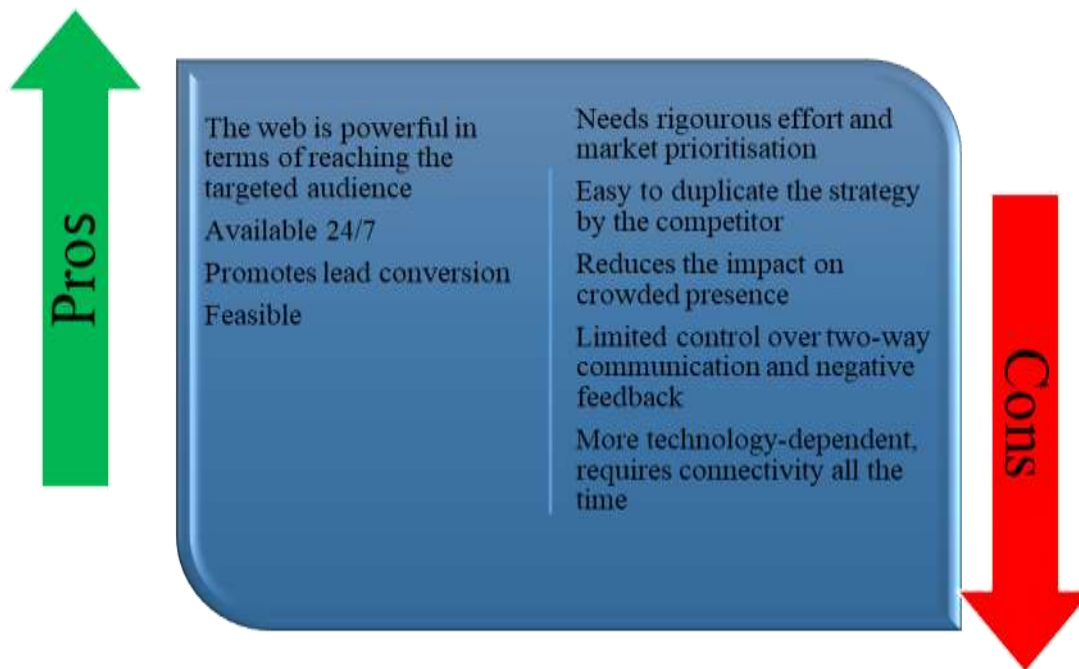 Pros
The web is powerful in
terms of reaching the
targeted audience
Available 24/7
Promotes lead conversion
Feasible
Needs rigourous effort and
market prioritisation
Easy to duplicate the strategy
by the competitor
Reduces the impact on
crowded presence
Limited control over two-way
communication and negative
feedback
More technology-dependent,
requires connectivity all the
time
Cons